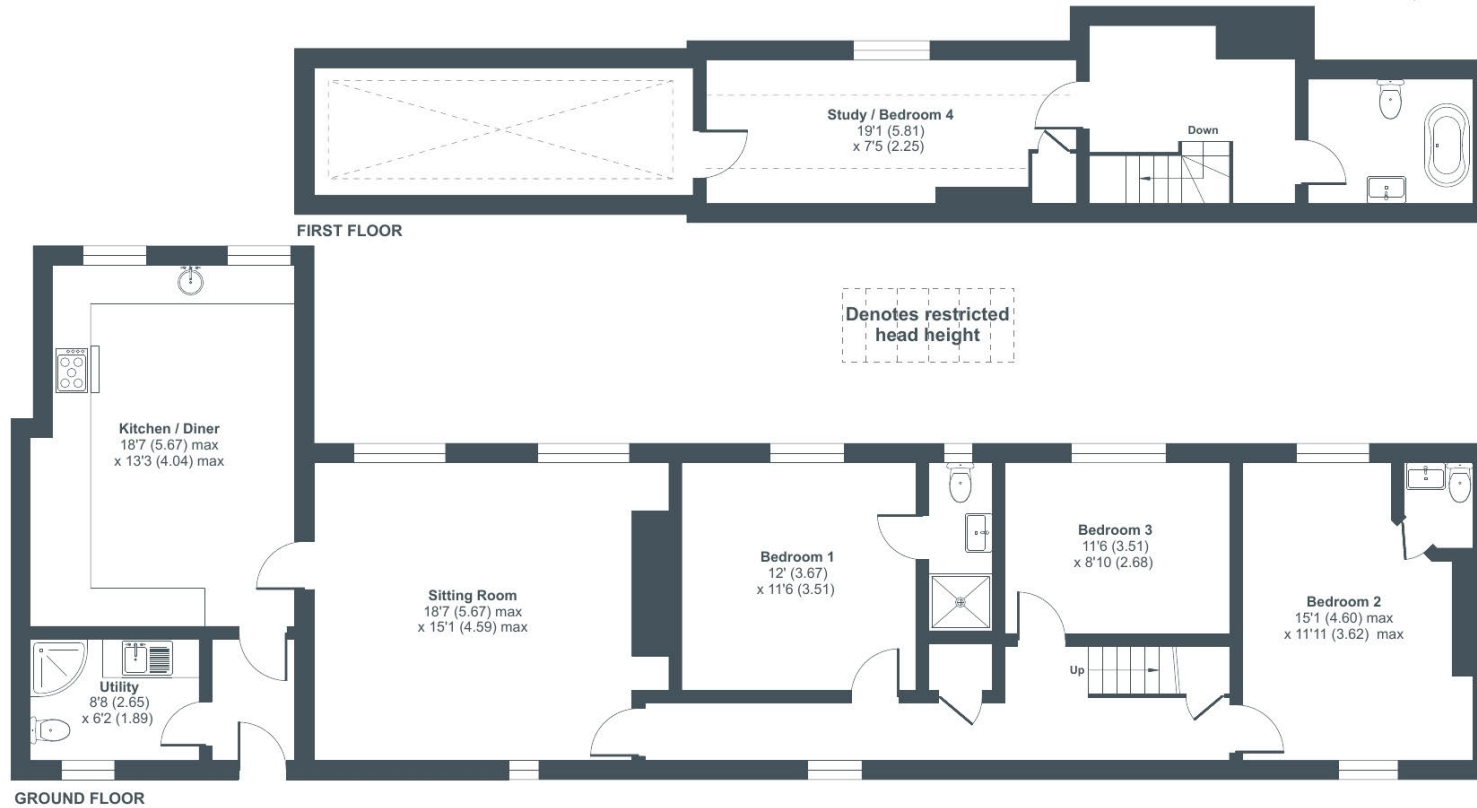 Study / Bedroom 4
19'1 (5.81)
x 7'5 (2.25)
Down
FIRST FLOOR
Denotes restricted
head height
Kitchen / Diner
18'7 (5.67) max
x 13'3 (4.04) max
Sitting Room
18'7 (5.67) max
x 15'1 (4.59) max
Bedroom 1
12' (3.67)
x 11'6 (3.51)
Bedroom 3
11'6 (3.51)
x 8'10 (2.68)
Bedroom 2
15'1 (4.60) max
x 11'11 (3.62) max
Up
Utility
8'8 (2.65)
x 6'2 (1.89)
GROUND FLOOR